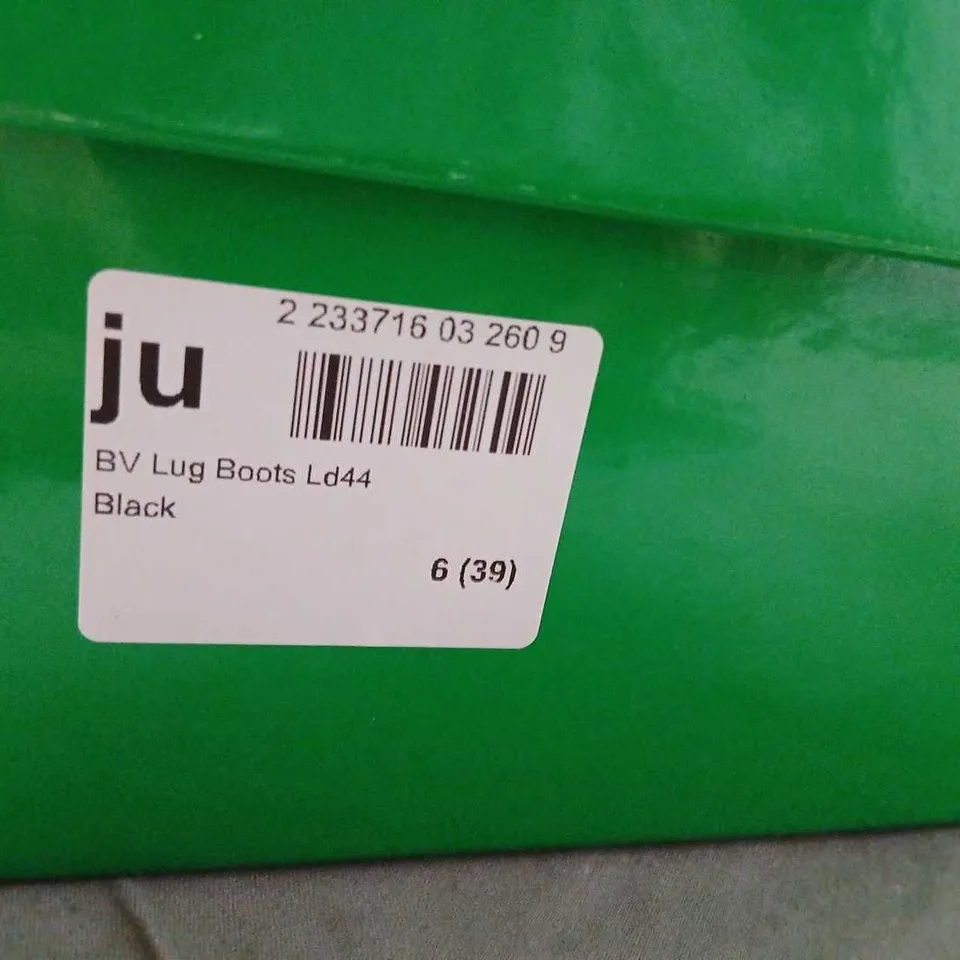 2 233716 03 260 9
ju
BV Lug Boots Ld44
Black
6 (39)